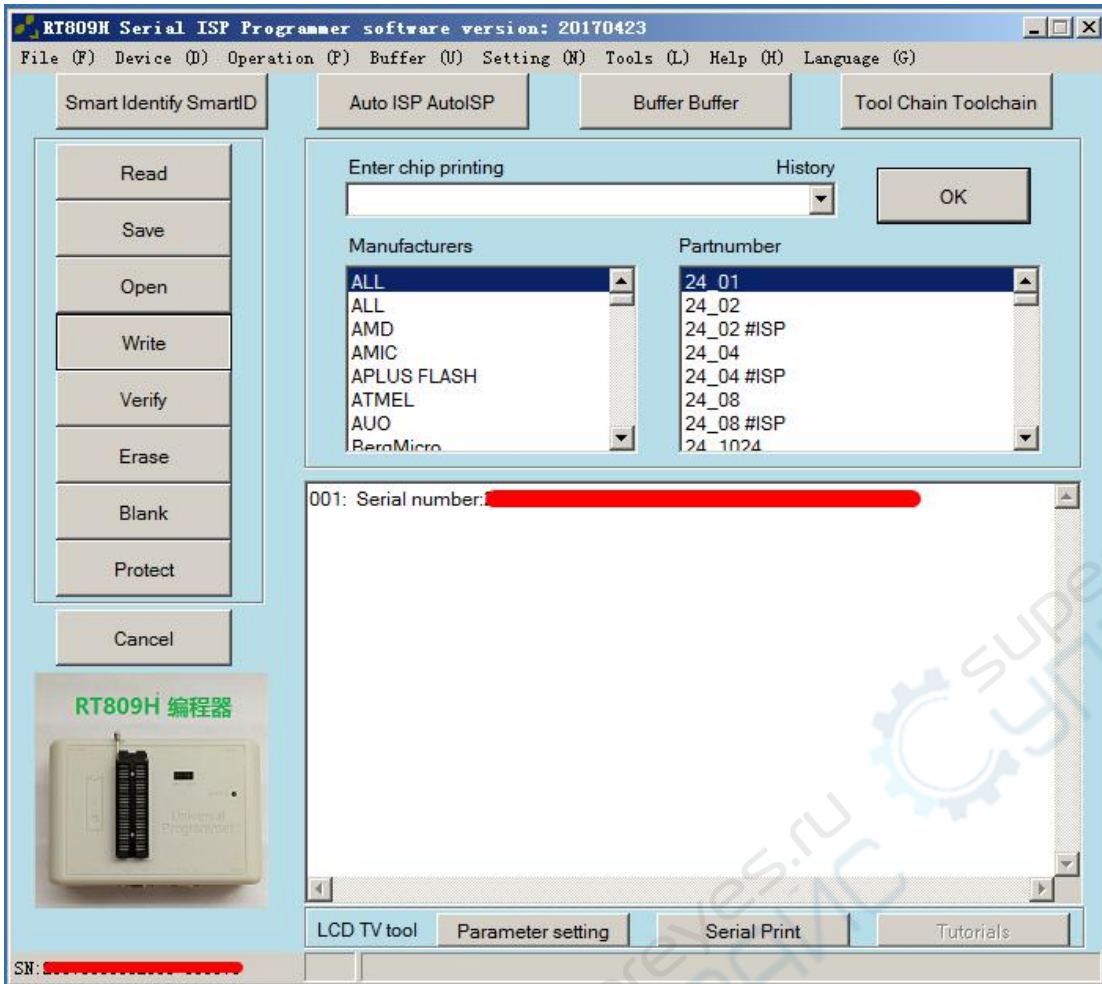 RT809H Serial ISP Programmer software version: 20170423
File (F) Device (D) Operation (P) Buffer (U) Setting (N) Tools (L) Help (H) Language (G)
Smart Identify SmartID
Auto ISP AutoISP
Buffer Buffer
Tool Chain Toolchain
Read
Save
Open
Write
Verify
Erase
Blank
Protect
Cancel
Enter chip printing
History
OK
Manufacturers
ALL
ALL
AMD
AMIC
APLUS FLASH
ATMEL
AUO
BergMicro
Partnumber
24_01
24_02
24_02 #ISP
24_04
24_04 #ISP
24_08
24_08 #ISP
24_1024
001: Serial number:
RT809H 编程器
Universal
Programmer
LCD TV tool
Parameter setting
Serial Print
Tutorials
SN: